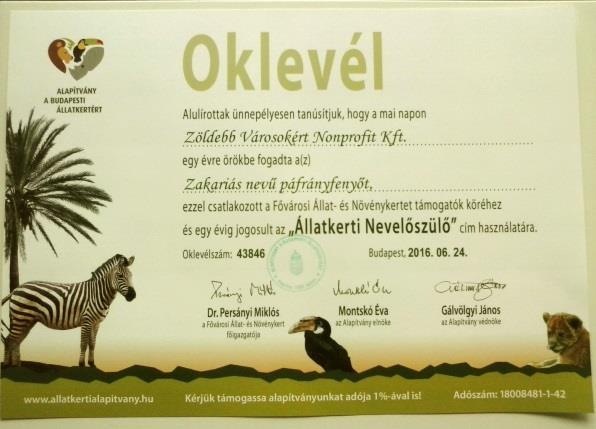 ALAPÍTVÁNY
A BUDAPESTI
ÁLLATKERTÉRT
Oklevél
Alulírottak ünnepélyesen tanúsítjuk, hogy a mai napon
Zöldebb Városokért Nonprofit Kft.
egy évre örökbe fogadta a(z)
Zakariás nevű páfrányfenyőt,
ezzel csatlakozott a Fővárosi Állat- és Növénykertet támogatók köréhez
és egy évig jogosult az „Állatkerti Nevelőszülő” cím használatára.
Oklevélszám: 43846
Budapest, 2016. 06. 24.
Dr. Persányi Miklós
a Fővárosi Állat- és Növénykert
főigazgatója
Montskó Éva
az Alapítvány elnöke
Gálvölgyi János
az Alapítvány védnöke
www.allatkertialapitvany.hu
Kérjük támogassa alapítványunkat adója 1%-ával is!
Adószám: 18008481-1-42